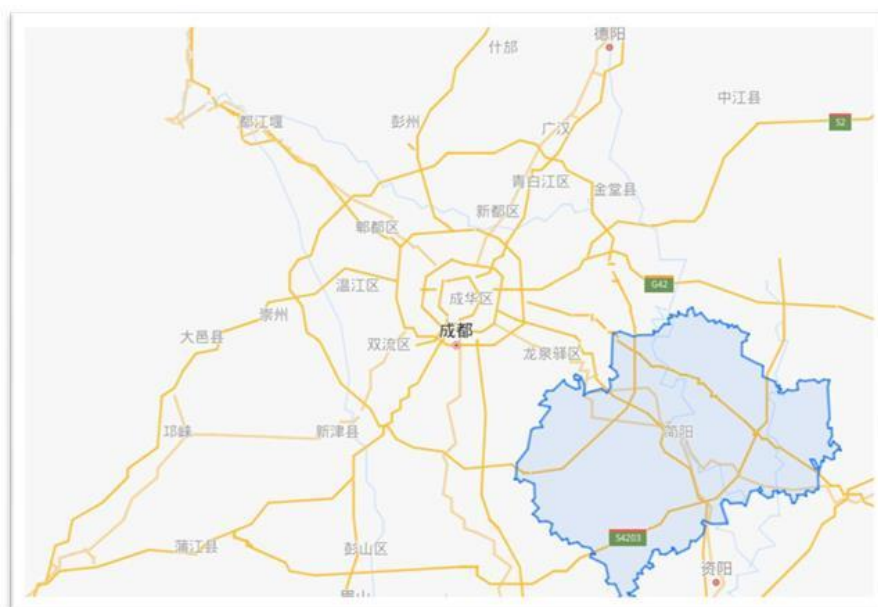 德阳
什邡
中江县
S2
都江堰
彭州
广汉
青白江区
金堂县
新都区
郫都区
温江区
成华区
G42
崇州
大邑县
成都
双流区
龙泉驿区
邛崃
新津县
简阳
S4203
蒲江县
彭山区
资阳
眉山